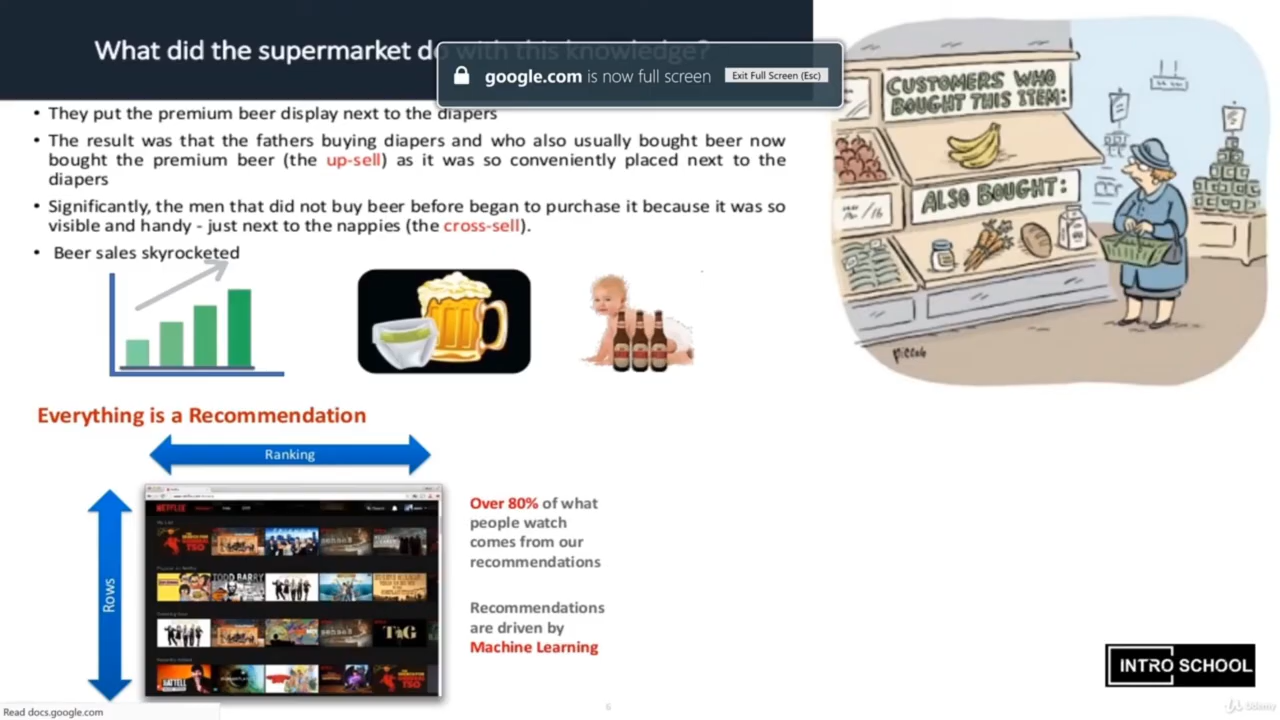 What did the supermarket do with this knowledge?
google.com is now full screen
Exit Full Screen (Esc)
• They put the premium beer display next to the diapers
• The result was that the fathers buying diapers and who also usually bought beer now
bought the premium beer (the up-sell) as it was so conveniently placed next to the
diapers
• Significantly, the men that did not buy beer before began to purchase it because it was so
visible and handy - just next to the nappies (the cross-sell).
• Beer sales skyrocketed
CUSTOMERS WHO
BOUGHT THIS ITEM:
ALSO BOUGHT:
Everything is a Recommendation
Ranking
Rows
NETFLIX
TODD BARRY
Over 80% of what
people watch
comes from our
recommendations
Recommendations
are driven by
Machine Learning
INTRO SCHOOL
Read docs.google.com
6
Udemy